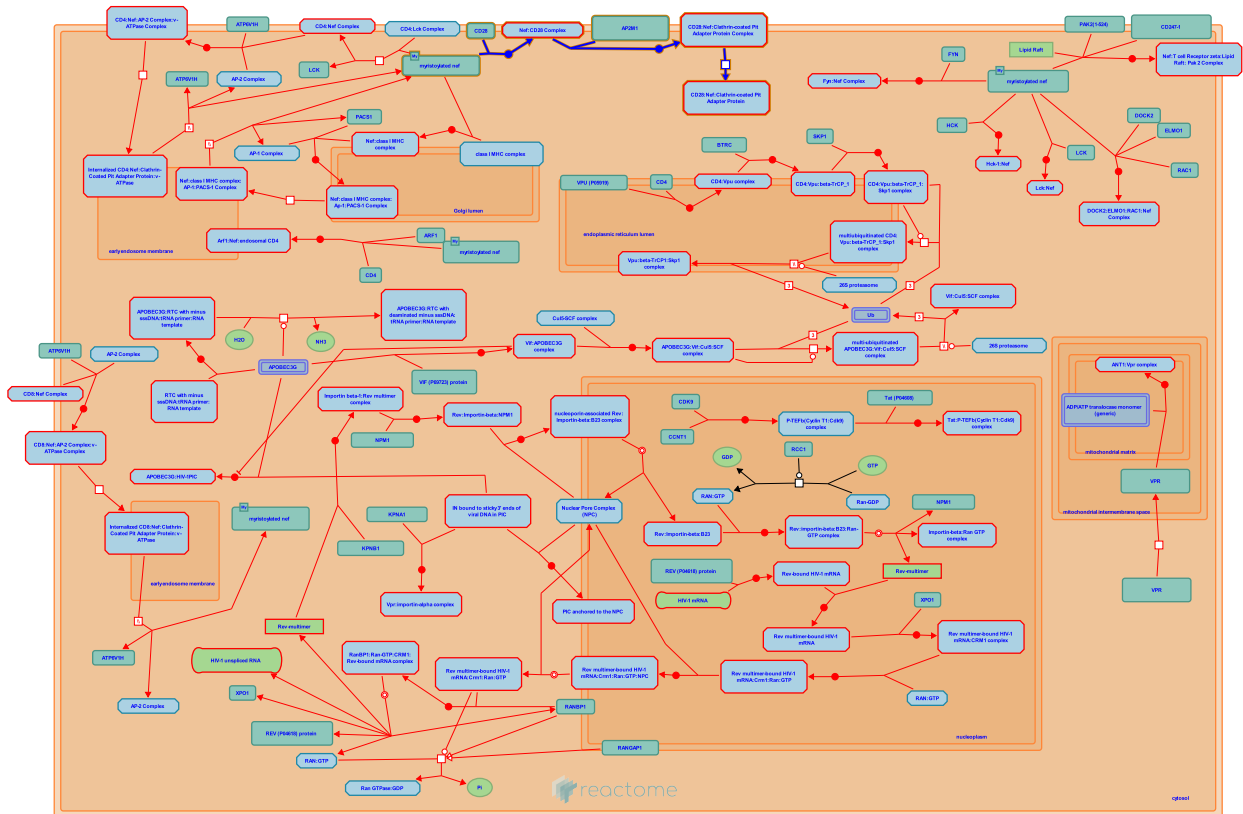 CD4:Nef:AP-2 Complex:v-
ATPase Complex
ATP6V1H
CD4:Nef Complex
CD4:Lck Complex
CD28
Nef:CD28 Complex
AP2M1
CD28:Nef:Clathrin-coated Pit
Adapter Protein Complex
PAK2(1-524)
CD247-1
LCK
My
myristoylated nef
ATP6V1H
AP-2 Complex
CD28:Nef:Clathrin-coated Pit
Adapter Protein
FYN
Lipid Raft
Nef:T cell Receptor zeta:Lipid
Raft: Pak 2 Complex
Fyn:Nef Complex
myristoylated nef
HCK
Hck-1:Nef
LCK
Lck:Nef
DOCK2
ELMO1
RAC1
DOCK2:ELMO1:RAC1:Nef
Complex
PACS1
AP-1 Complex
Nef:class I MHC
complex
class I MHC complex
Internalized CD4:Nef:Clathrin-
Coated Pit Adapter Protein:v-
ATPase
Nef:class I MHC complex:
AP-1:PACS-1 Complex
Nef:class I MHC complex:
Ap-1:PACS-1 Complex
Golgi lumen
early endosome membrane
Arf1:Nef:endosomal CD4
ARF1
My
myristoylated nef
CD4
BTRC
SKP1
VPU (P05919)
CD4
CD4:Vpu complex
CD4:Vpu:beta-TrCP_1
CD4:Vpu:beta-TrCP_1:
Skp1 complex
endoplasmic reticulum lumen
multiubiquitinated CD4:
Vpu:beta-TrCP_1:Skp1
complex
Vpu:beta-TrCP1:Skp1
complex
26S proteasome
Ub
Vif:Cul5:SCF complex
APOBEC3G:RTC with minus
sssDNA:tRNA primer:RNA
template
H2O
NH3
APOBEC3G:RTC with
deaminated minus sssDNA:
tRNA primer:RNA template
Cul5-SCF complex
Vif:APOBEC3G
complex
APOBEC3G:Vif:Cul5:SCF
complex
multi-ubiquitinated
APOBEC3G:Vif:Cul5:SCF
complex
26S proteasome
ATP6V1H
AP-2 Complex
CD8:Nef Complex
APOBEC3G
VIF (P69723) protein
RTC with minus
sssDNA:tRNA primer:
RNA template
ANT1:Vpr complex
ADP/ATP translocase monomer
(generic)
mitochondrial matrix
VPR
mitochondrial intermembrane space
VPR
Importin beta-1:Rev multimer
complex
NPM1
Rev:Importin-beta:NPM1
nucleoporin-associated Rev:
Importin-beta:B23 complex
CDK9
CCNT1
P-TEFb(Cyclin T1:Cdk9)
complex
Tat (P04608)
Tat:P-TEFb(Cyclin T1:Cdk9)
complex
CD8:Nef:AP-2 Complex:v-
ATPase Complex
APOBEC3G:HIV-1 PIC
RCC1
GDP
GTP
RAN:GTP
Ran-GDP
Internalized CD8:Nef:Clathrin-
Coated Pit Adapter Protein:v-
ATPase
My
myristoylated nef
KPNB1
KPNA1
IN bound to sticky 3' ends of
viral DNA in PIC
Nuclear Pore Complex
(NPC)
Rev:Importin-beta:B23
Rev:Importin-beta:B23:Ran-
GTP complex
NPM1
Importin-beta:Ran GTP
complex
early endosome membrane
Vpr:importin-alpha complex
PIC anchored to the NPC
REV (P04618) protein
HIV-1 mRNA
Rev-bound HIV-1 mRNA
Rev-multimer
XPO1
Rev multimer-bound HIV-1
mRNA
Rev multimer-bound HIV-1
mRNA:CRM1 complex
Rev-multimer
HIV-1 unspliced RNA
RanBP1:Ran-GTP:CRM1:
Rev-bound mRNA complex
Rev multimer-bound HIV-1
mRNA:Crm1:Ran:GTP
Rev multimer-bound HIV-1
mRNA:Crm1:Ran:GTP:NPC
Rev multimer-bound HIV-1
mRNA:Crm1:Ran:GTP
RAN:GTP
ATP6V1H
AP-2 Complex
XPO1
REV (P04618) protein
RAN:GTP
RANBP1
RANGAP1
nucleoplasm
Ran GTPase:GDP
Pi
reactome
cytosol